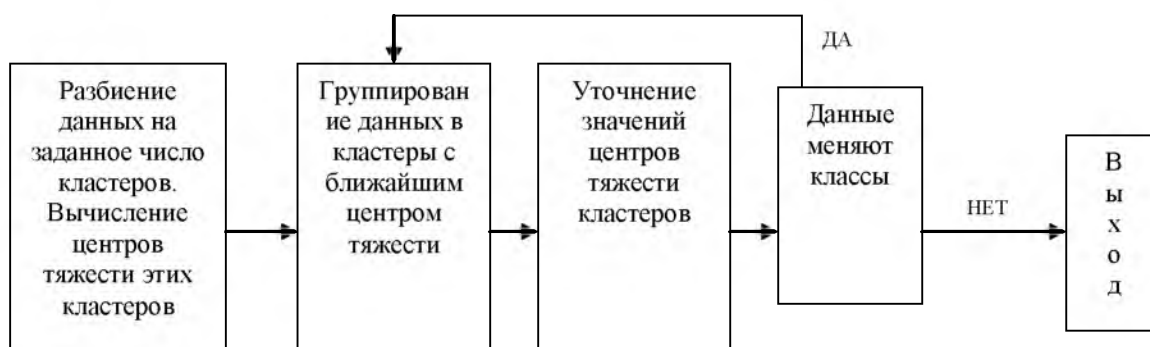 Разбиение
данных на
заданное число
кластеров.
Вычисление
центров
тяжести этих
кластеров
Группирован
ие данных в
кластеры с
ближайшим
центром
тяжести
Уточнение
значений
центров
тяжести
кластеров
ДА
Данные
меняют
классы
НЕТ
В
ы
х
о
д